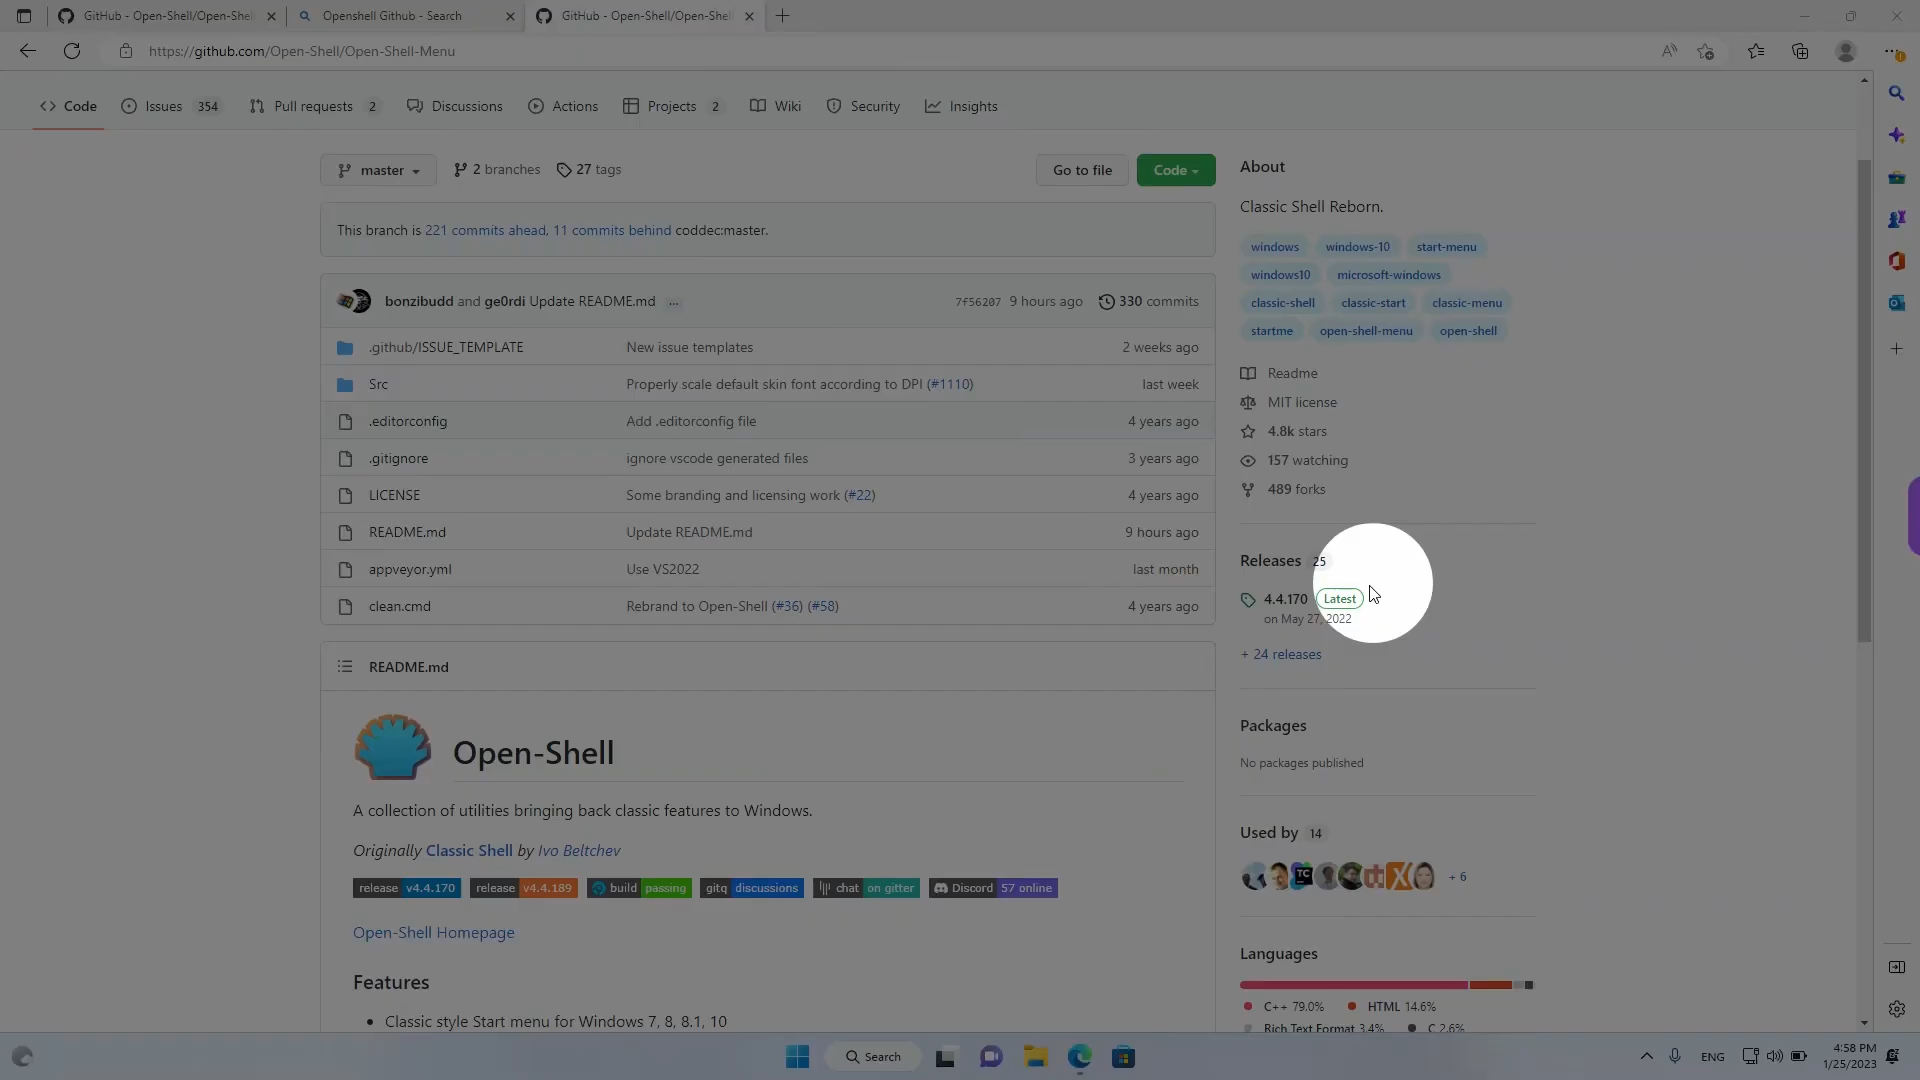 GitHub - Open-Shell/Open-Shel
Openshell Github - Search
GitHub - Open-Shell/Open-Shel
https://github.com/Open-Shell/Open-Shell-Menu
Code
Issues 354
Pull requests 2
Discussions
Actions
Projects 2
Wiki
Security
Insights
master
2 branches
27 tags
Go to file
Code
This branch is 221 commits ahead, 11 commits behind coddec:master.
bonzibudd and ge0rdi Update README.md ... 7f56207 9 hours ago 330 commits
.github/ISSUE_TEMPLATE New issue templates 2 weeks ago
Src Properly scale default skin font according to DPI (#1110) last week
.editorconfig Add .editorconfig file 4 years ago
.gitignore ignore vscode generated files 3 years ago
LICENSE Some branding and licensing work (#22) 4 years ago
README.md Update README.md 9 hours ago
appveyor.yml Use VS2022 last month
clean.cmd Rebrand to Open-Shell (#36) (#58) 4 years ago
README.md
Open-Shell
A collection of utilities bringing back classic features to Windows.
Originally Classic Shell by Ivo Beltchev
release v4.4.170 release v4.4.189 build passing gitq discussions chat on gitter Discord 57 online
Open-Shell Homepage
Features
• Classic style Start menu for Windows 7, 8, 8.1, 10
About
Classic Shell Reborn.
windows windows-10 start-menu
windows10 microsoft-windows
classic-shell classic-start classic-menu
startme open-shell-menu open-shell
Readme
MIT license
4.8k stars
157 watching
489 forks
Releases 25
4.4.170 Latest
on May 27, 2022
+ 24 releases
Packages
No packages published
Used by 14
TC
+ 6
Languages
C++ 79.0% HTML 14.6%
Rich Text Format 3.4% C 2.6%
Search
ENG
4:58 PM
1/25/2023